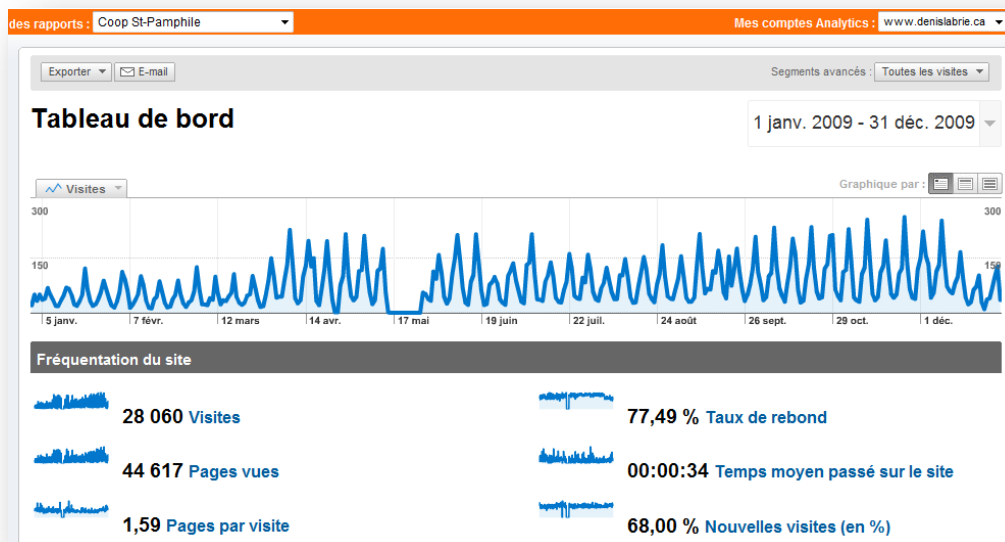 des rapports : Coop St-Pamphile
Mes comptes Analytics : www.denislabrie.ca
Exporter E-mail
Segments avancés : Toutes les visites
Tableau de bord
1 janv. 2009 - 31 déc. 2009
Visites
Graphique par :
300 300
150 150
5 janv. 7 févr. 12 mars 14 avr. 17 mai 19 juin 22 juil. 24 août 26 sept. 29 oct. 1 déc.
Fréquentation du site
28 060 Visites
77,49 % Taux de rebond
44 617 Pages vues
00:00:34 Temps moyen passé sur le site
1,59 Pages par visite
68,00 % Nouvelles visites (en %)